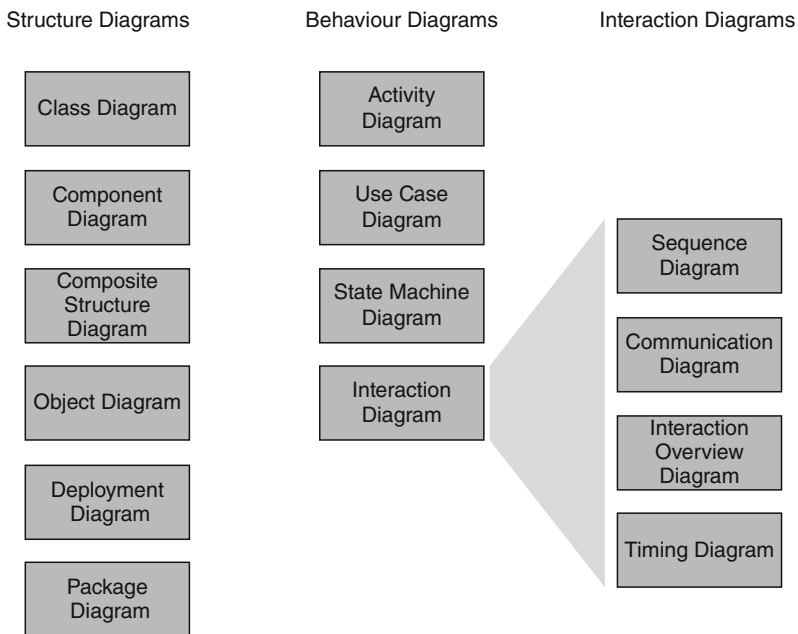 Structure Diagrams
Behaviour Diagrams
Interaction Diagrams
Class Diagram
Component
Diagram
Composite
Structure
Diagram
Object Diagram
Deployment
Diagram
Package
Diagram
Activity
Diagram
Use Case
Diagram
State Machine
Diagram
Interaction
Diagram
Sequence
Diagram
Communication
Diagram
Interaction
Overview
Diagram
Timing Diagram